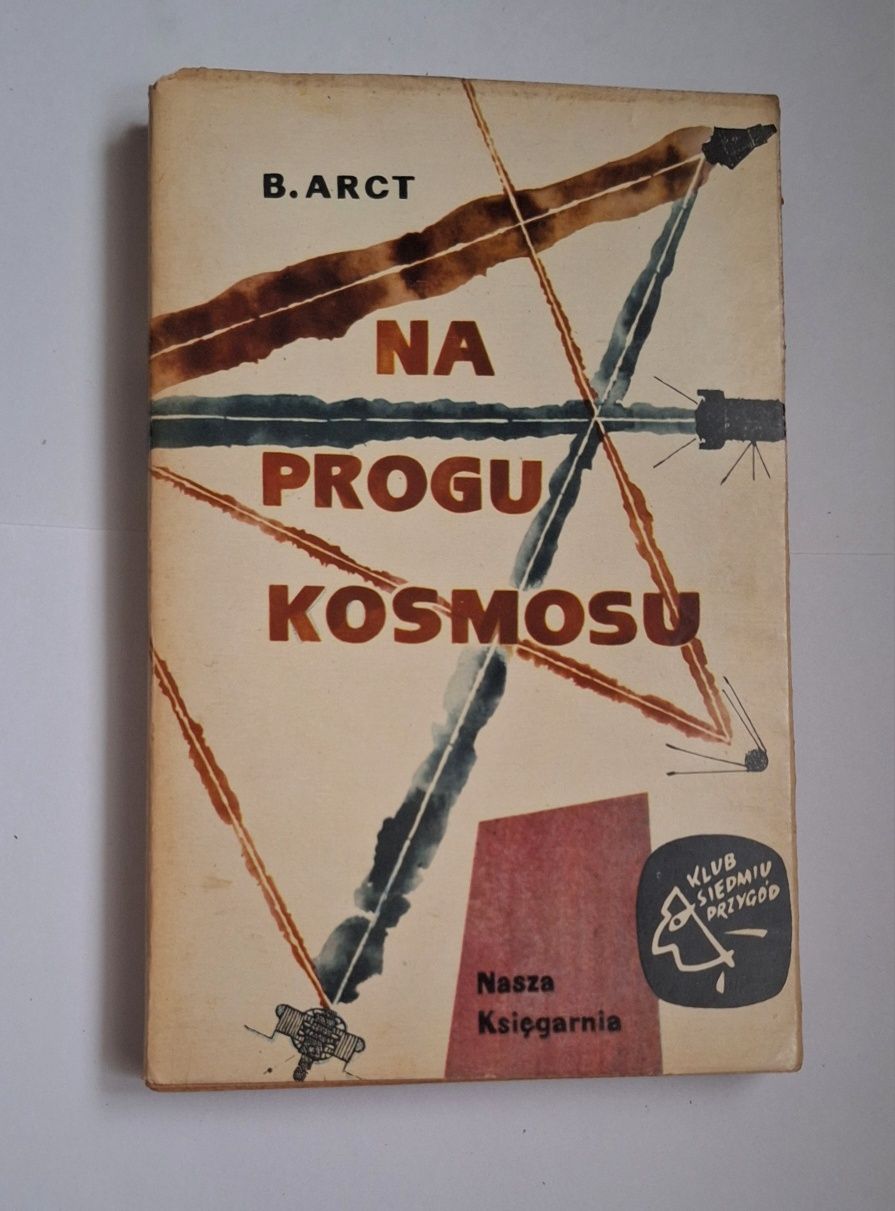 B. ARCT
NA
PROGU
KOSMOSU
KLUB
SIEDMIU
PRZYGÓD
Nasza
Księgarnia